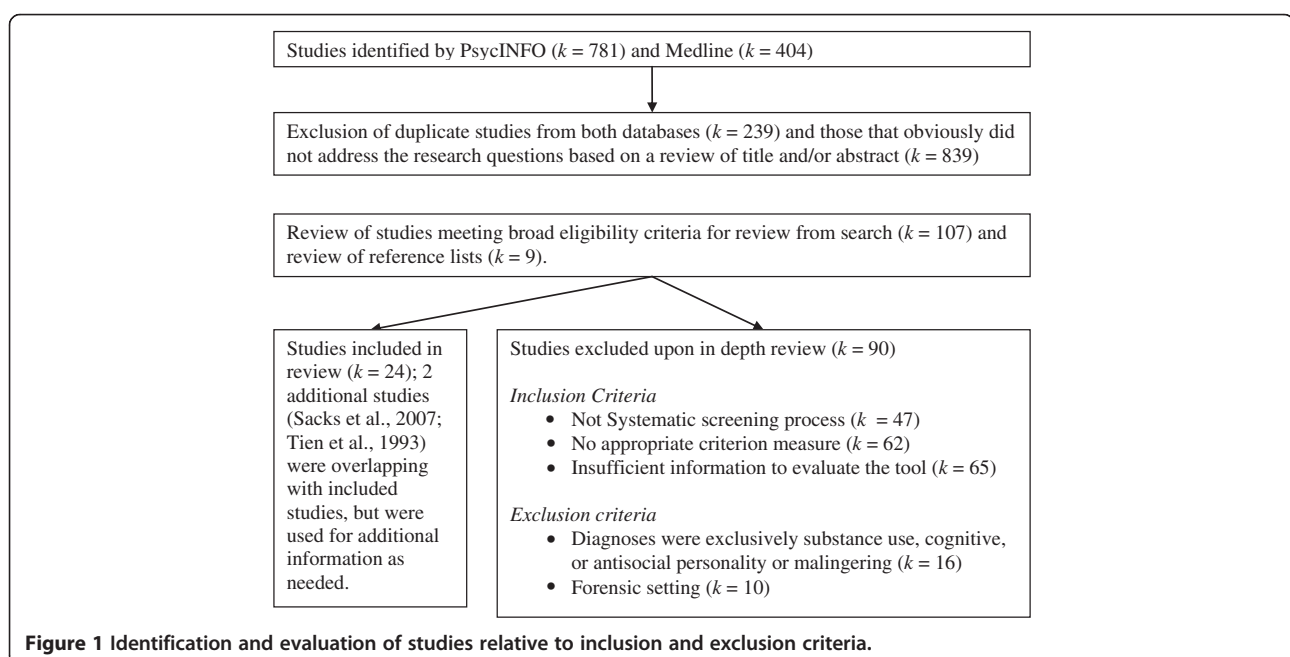 Studies identified by PsycINFO (k = 781) and Medline (k = 404)
Exclusion of duplicate studies from both databases (k = 239) and those that obviously did
not address the research questions based on a review of title and/or abstract (k = 839)
Review of studies meeting broad eligibility criteria for review from search (k = 107) and
review of reference lists (k = 9).
Studies included in
review (k = 24); 2
additional studies
(Sacks et al., 2007;
Tien et al., 1993)
were overlapping
with included
studies, but were
used for additional
information as
needed.
Studies excluded upon in depth review (k = 90)
Inclusion Criteria
• Not Systematic screening process (k = 47)
• No appropriate criterion measure (k = 62)
• Insufficient information to evaluate the tool (k = 65)
Exclusion criteria
• Diagnoses were exclusively substance use, cognitive,
or antisocial personality or malingering (k = 16)
• Forensic setting (k = 10)
Figure 1 Identification and evaluation of studies relative to inclusion and exclusion criteria.